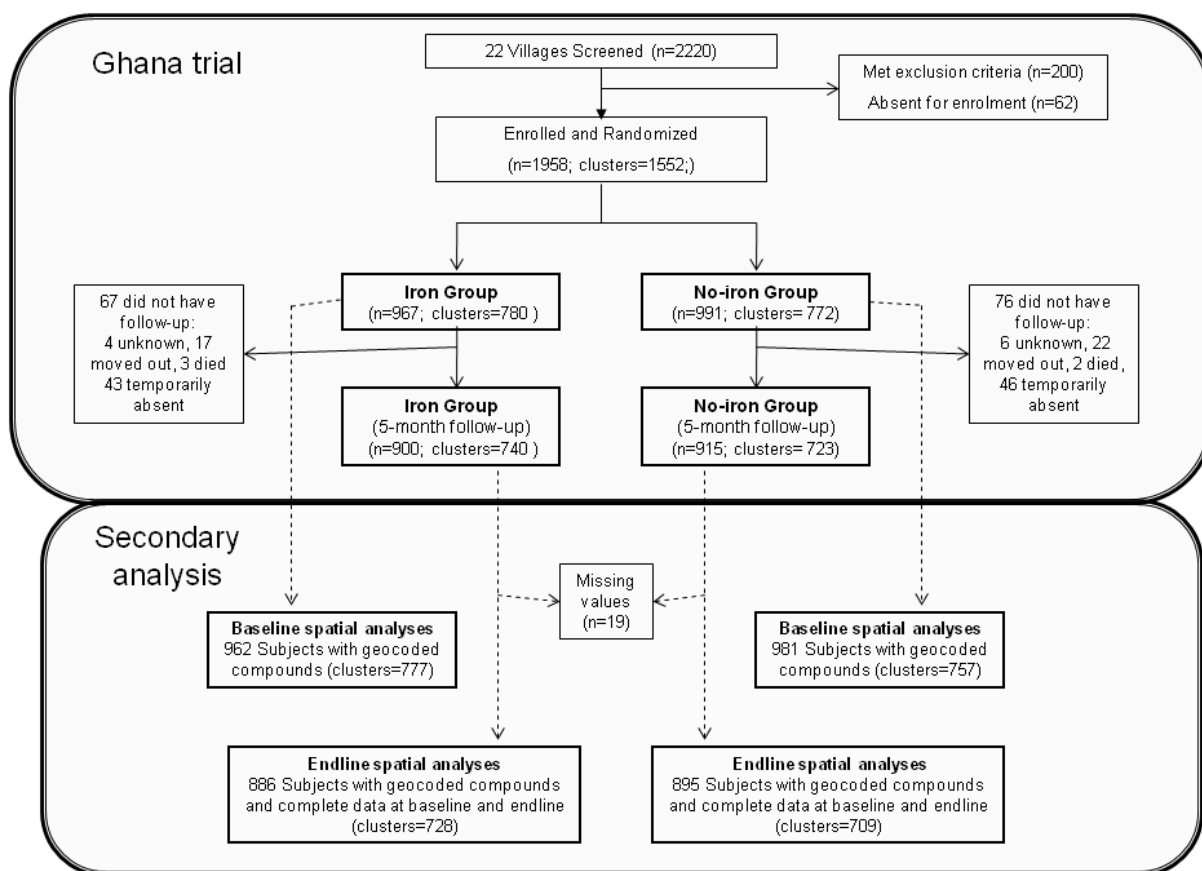 Ghana trial
22 Villages Screened (n=2220)
Met exclusion criteria (n=200)
Absent for enrolment (n=62)
Enrolled and Randomized
(n=1958; clusters=1552;)
67 did not have
follow-up:
4 unknown, 17
moved out, 3 died
43 temporarily
absent
Iron Group
(n=967; clusters=780 )
No-iron Group
(n=991; clusters= 772)
76 did not have
follow-up:
6 unknown, 22
moved out, 2 died,
46 temporarily
absent
Iron Group
(5-month follow-up)
(n=900; clusters=740 )
No-iron Group
(5-month follow-up)
(n=915; clusters= 723)
Secondary
analysis
Missing
values
(n=19)
Baseline spatial analyses
962 Subjects with geocoded
compounds (clusters=777)
Baseline spatial analyses
981 Subjects with geocoded
compounds (clusters=757)
Endline spatial analyses
886 Subjects with geocoded compounds
and complete data at baseline and endline
(clusters=728)
Endline spatial analyses
895 Subjects with geocoded compounds
and complete data at baseline and endline
(clusters=709)